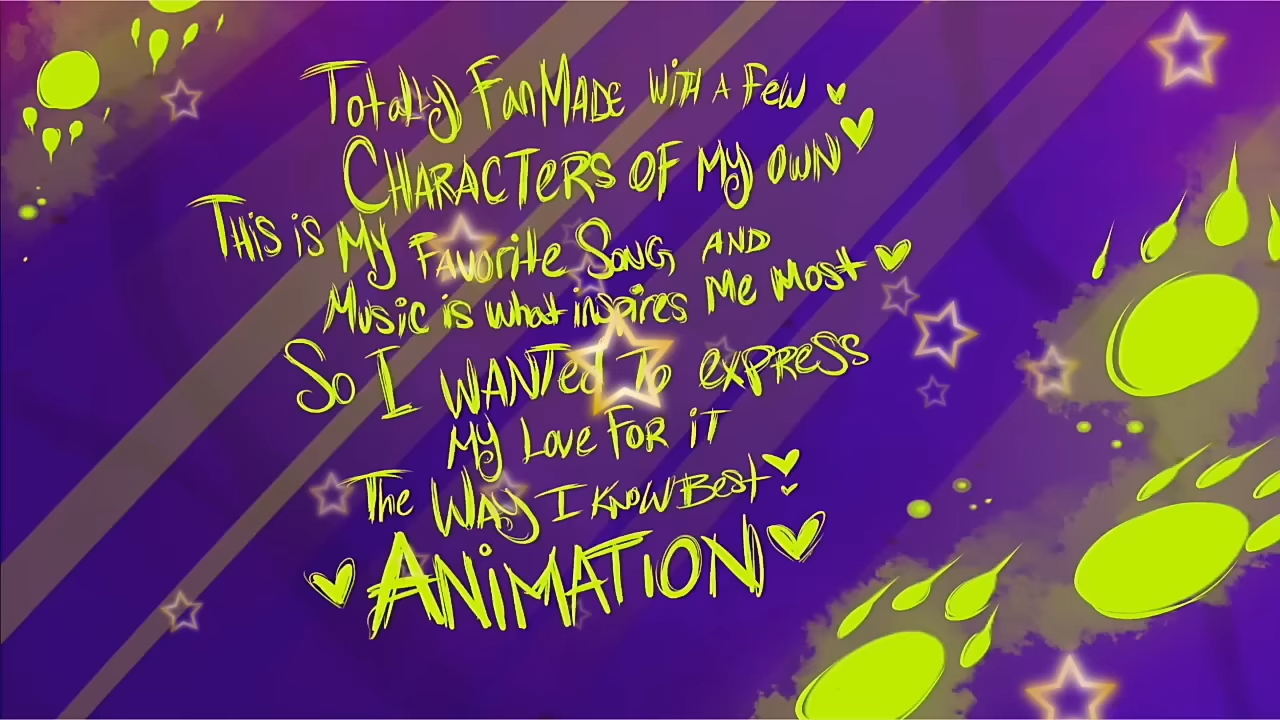 Totally FanMADE WiTH A Few
CHARACTeRS OF MY OWN
THiS iS MY FAVORite SONG, AND
Music is what inspires Me Most
So I WANTed To eXPReSS
MY Love FOR iT
The WAY I KNOW Best
ANiMATiON